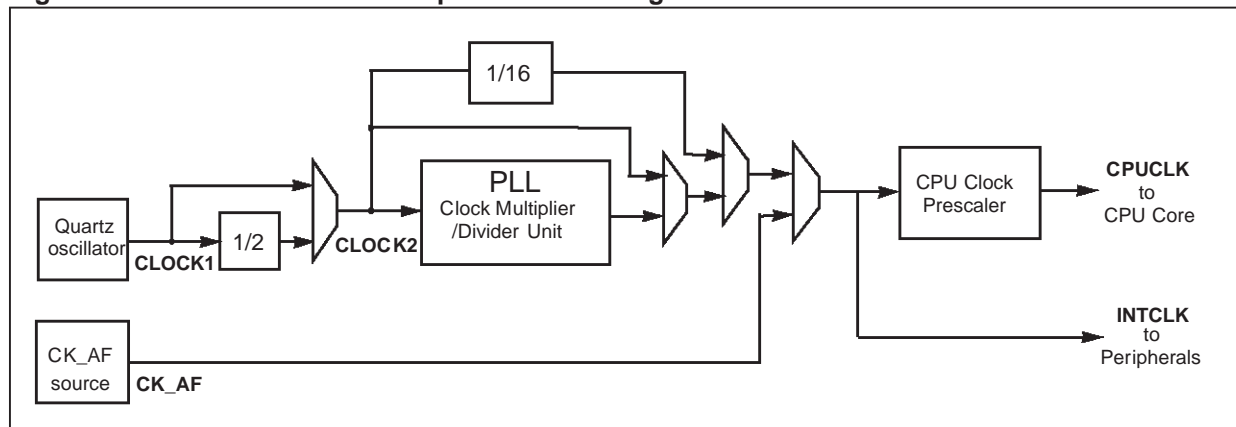 1/16
PLL
Clock Multiplier
/Divider Unit
Quartz
oscillator
CLOCK1
1/2
CLOCK2
CPU Clock
Prescaler
CPUCLK
to
CPU Core
INTCLK
to
Peripherals
CK_AF
source
CK_AF